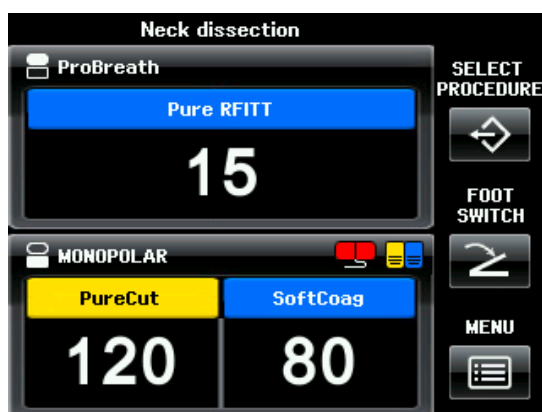 Neck dissection
ProBreath
Pure RFITT
15
MONOPOLAR
PureCut
SoftCoag
120
80
SELECT
PROCEDURE
FOOT
SWITCH
MENU